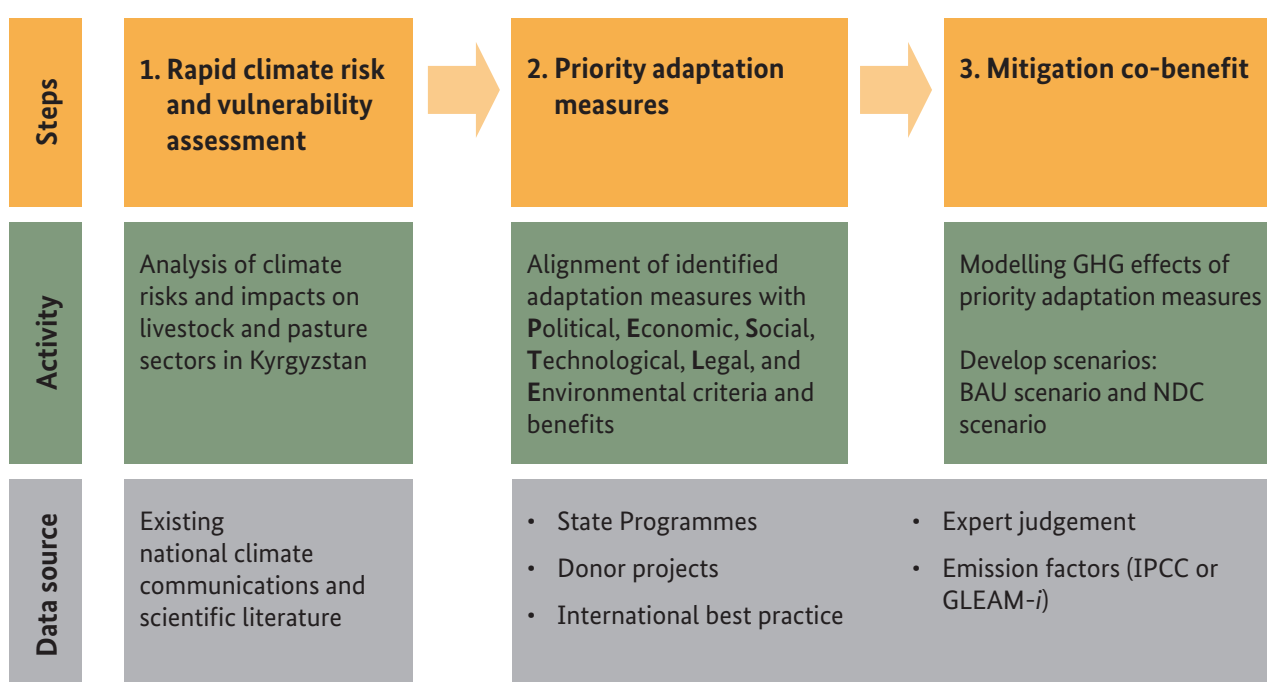 Steps
1. Rapid climate risk
and vulnerability
assessment
2. Priority adaptation
measures
3. Mitigation co-benefit
Activity
Analysis of climate
risks and impacts on
livestock and pasture
sectors in Kyrgyzstan
Alignment of identified
adaptation measures with
Political, Economic, Social,
Technological, Legal, and
Environmental criteria and
benefits
Modelling GHG effects of
priority adaptation measures
Develop scenarios:
BAU scenario and NDC
scenario
Data source
Existing
national climate
communications and
scientific literature
• State Programmes
• Donor projects
• International best practice
• Expert judgement
• Emission factors (IPCC or
GLEAM-i)